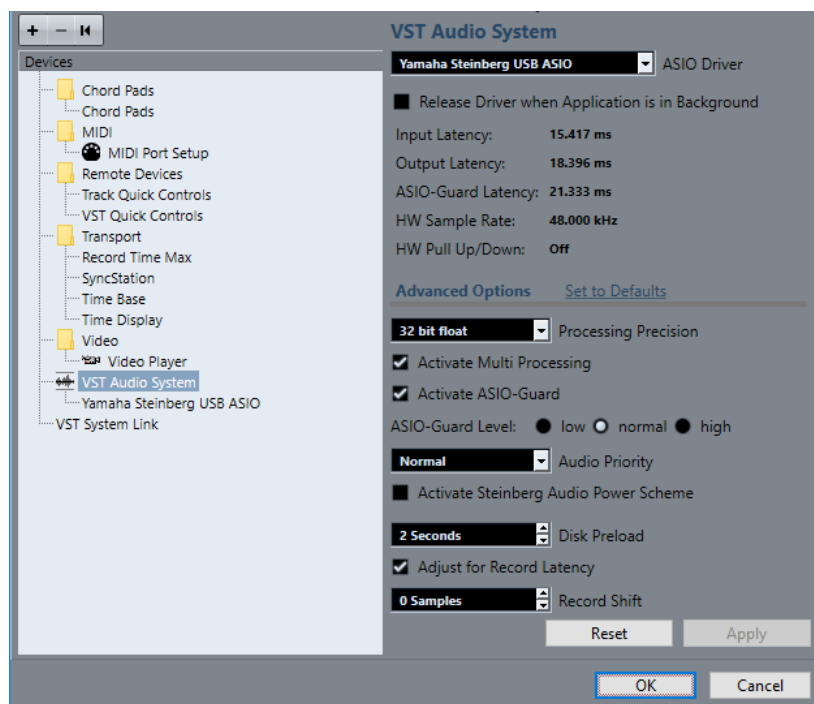 + −
Devices
Chord Pads
Chord Pads
MIDI
MIDI Port Setup
Remote Devices
Track Quick Controls
VST Quick Controls
Transport
Record Time Max
SyncStation
Time Base
Time Display
Video
Video Player
VST Audio System
Yamaha Steinberg USB ASIO
VST System Link
VST Audio System
Yamaha Steinberg USB ASIO ASIO Driver
Release Driver when Application is in Background
Input Latency: 15.417 ms
Output Latency: 18.396 ms
ASIO-Guard Latency: 21.333 ms
HW Sample Rate: 48.000 kHz
HW Pull Up/Down: Off
Advanced Options Set to Defaults
32 bit float Processing Precision
Activate Multi Processing
Activate ASIO-Guard
ASIO-Guard Level: low normal high
Normal Audio Priority
Activate Steinberg Audio Power Scheme
2 Seconds Disk Preload
Adjust for Record Latency
0 Samples Record Shift
Reset Apply
OK Cancel